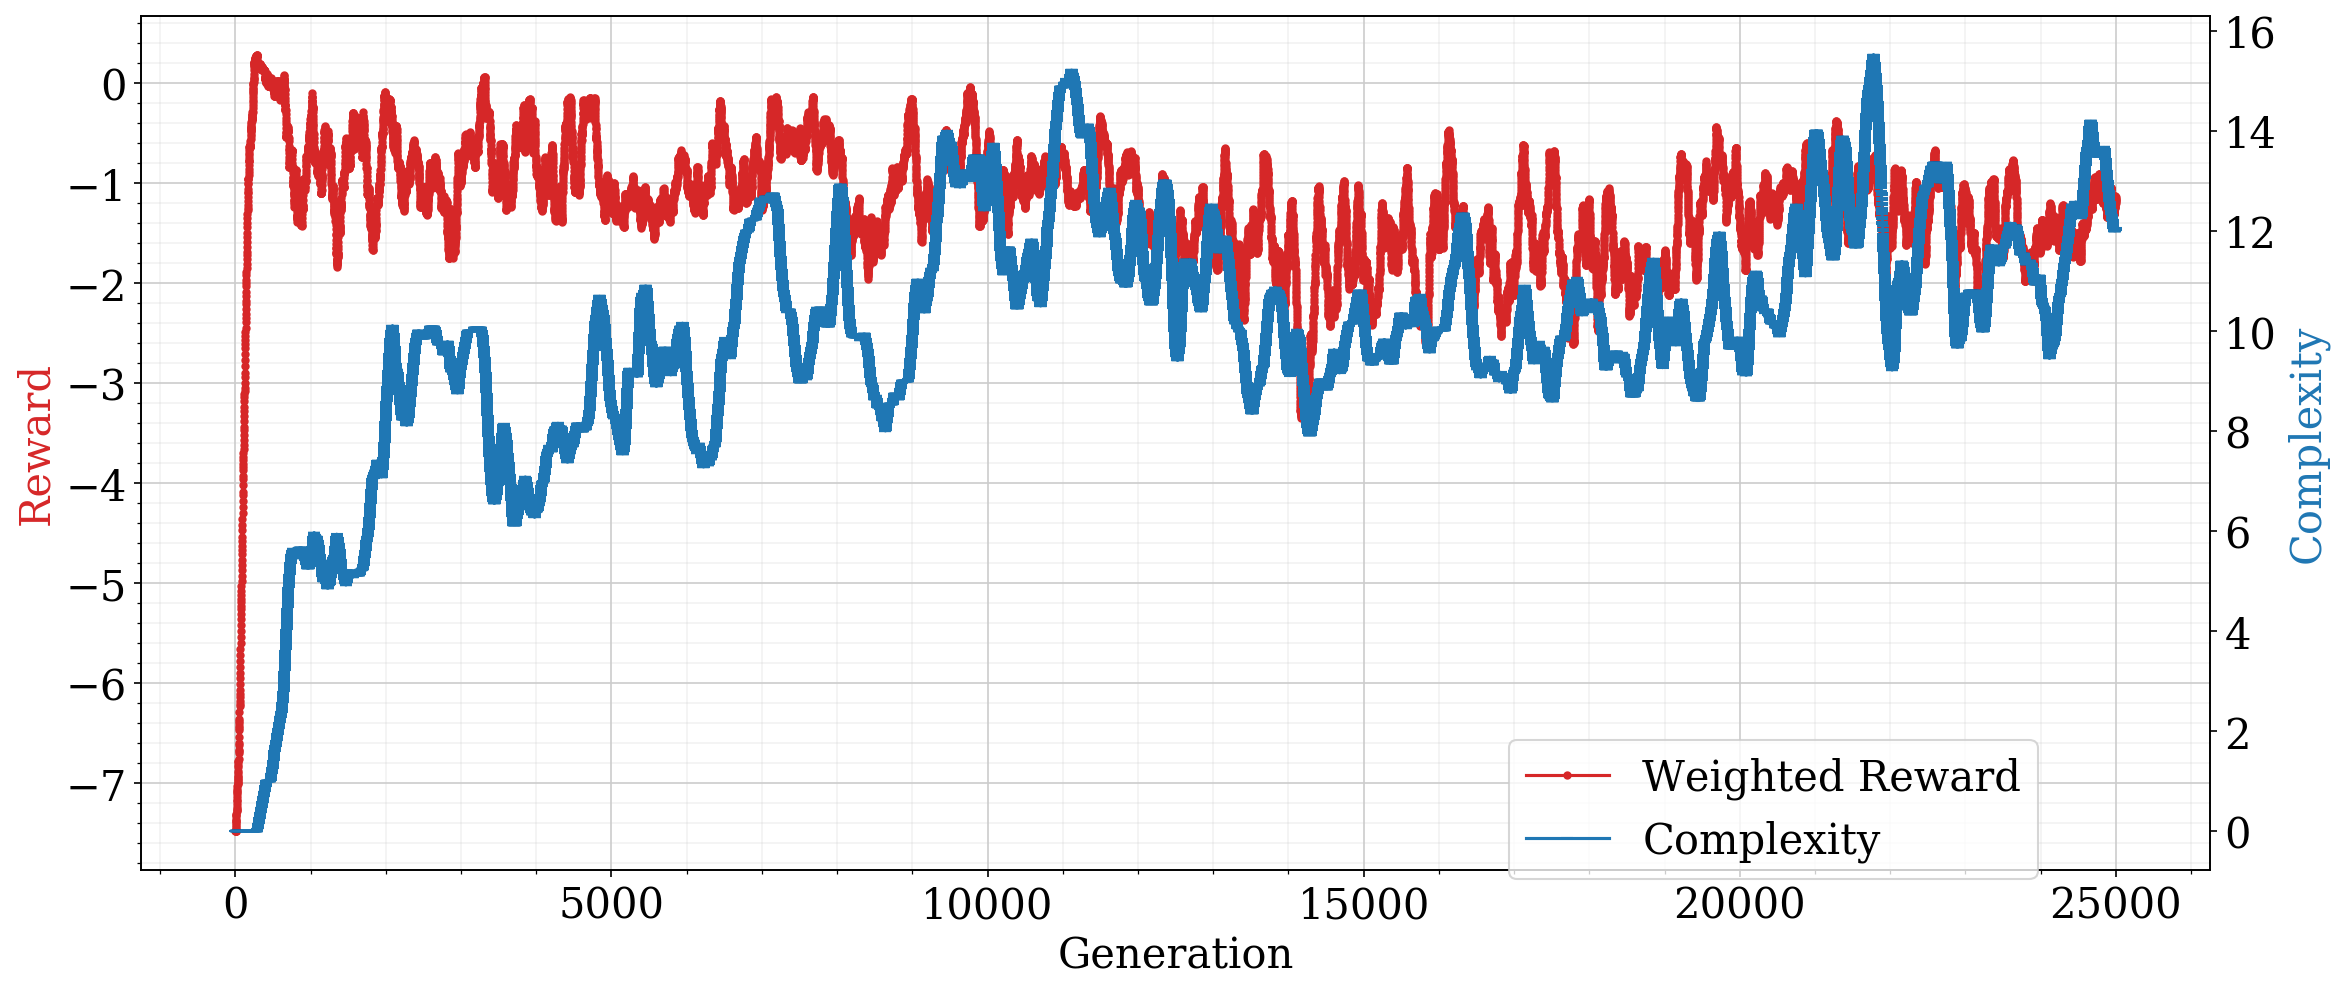 0
−1
−2
−3
−4
−5
−6
−7
Reward
16
14
12
10
8
6
4
2
0
Complexity
Weighted Reward
Complexity
0 5000 10000 15000 20000 25000
Generation